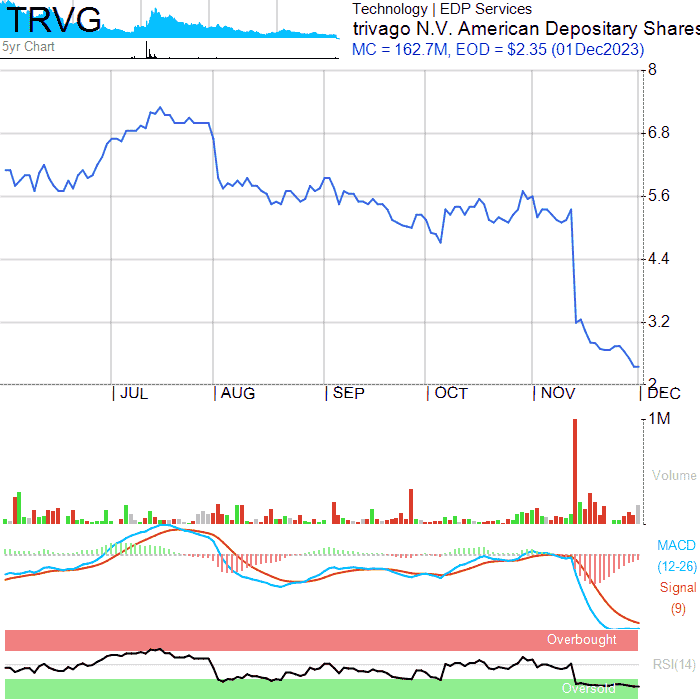 TRVG
5yr Chart
Technology | EDP Services
trivago N.V. American Depositary Shares
MC = 162.7M, EOD = $2.35 (01Dec2023)
8
6.8
5.6
4.4
3.2
2
| JUL | AUG | SEP | OCT | NOV | DEC
1M
Volume
MACD
(12-26)
Signal
(9)
Overbought
RSI(14)
Oversold